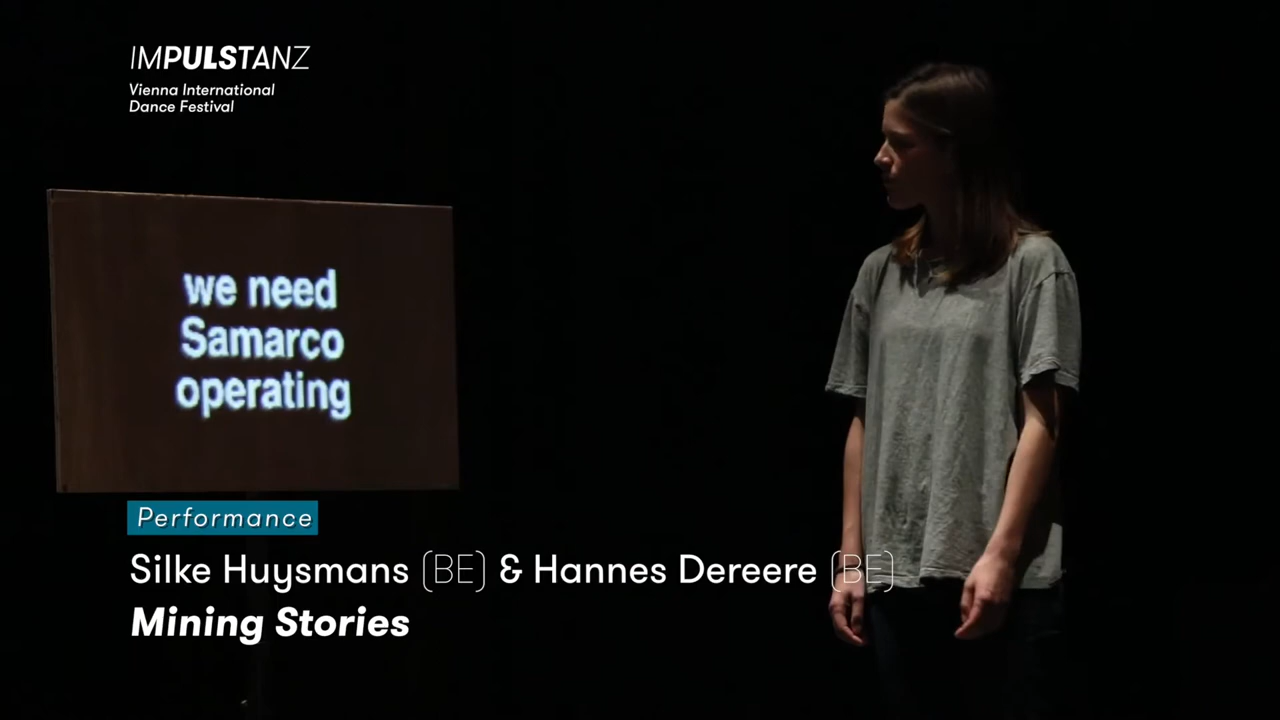 IMPULSTANZ
Vienna International
Dance Festival
we need
Samarco
operating
Performance
Silke Huysmans (BE) & Hannes Dereere (BE)
Mining Stories